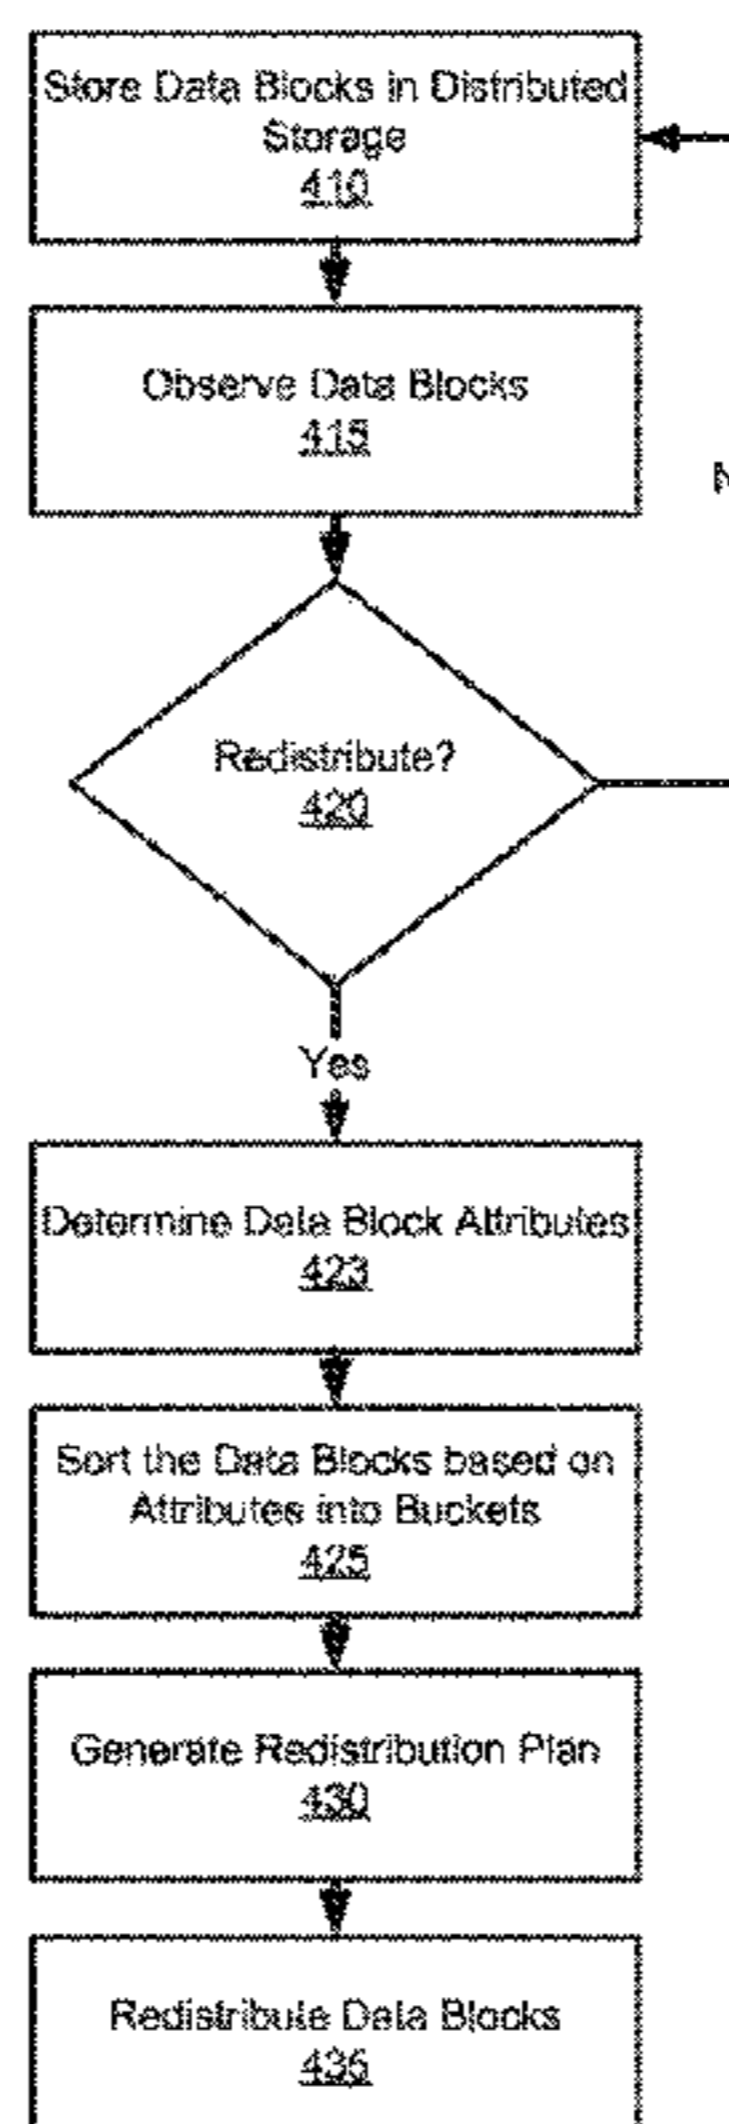 Store Data Blocks in Distributed
Storage
410
Observe Data Blocks
415
Redistribute?
420
Yes
Determine Data Block Attributes
423
Sort the Data Blocks based on
Attributes into Buckets
425
Generate Redistribution Plan
430
Redistribute Data Blocks
435